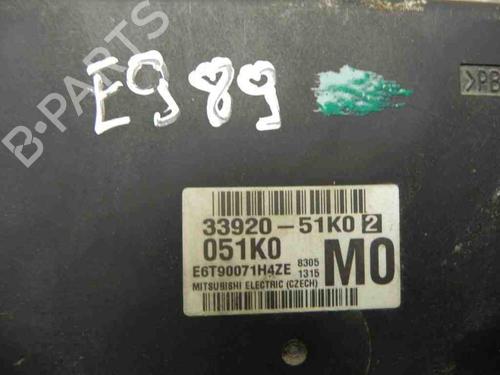 E989
>PB
33920-51K0 2
051K0
E6T90071H4ZE 8305 1315 M0
MITSUBISHI ELECTRIC (CZECH)
B-PARTS